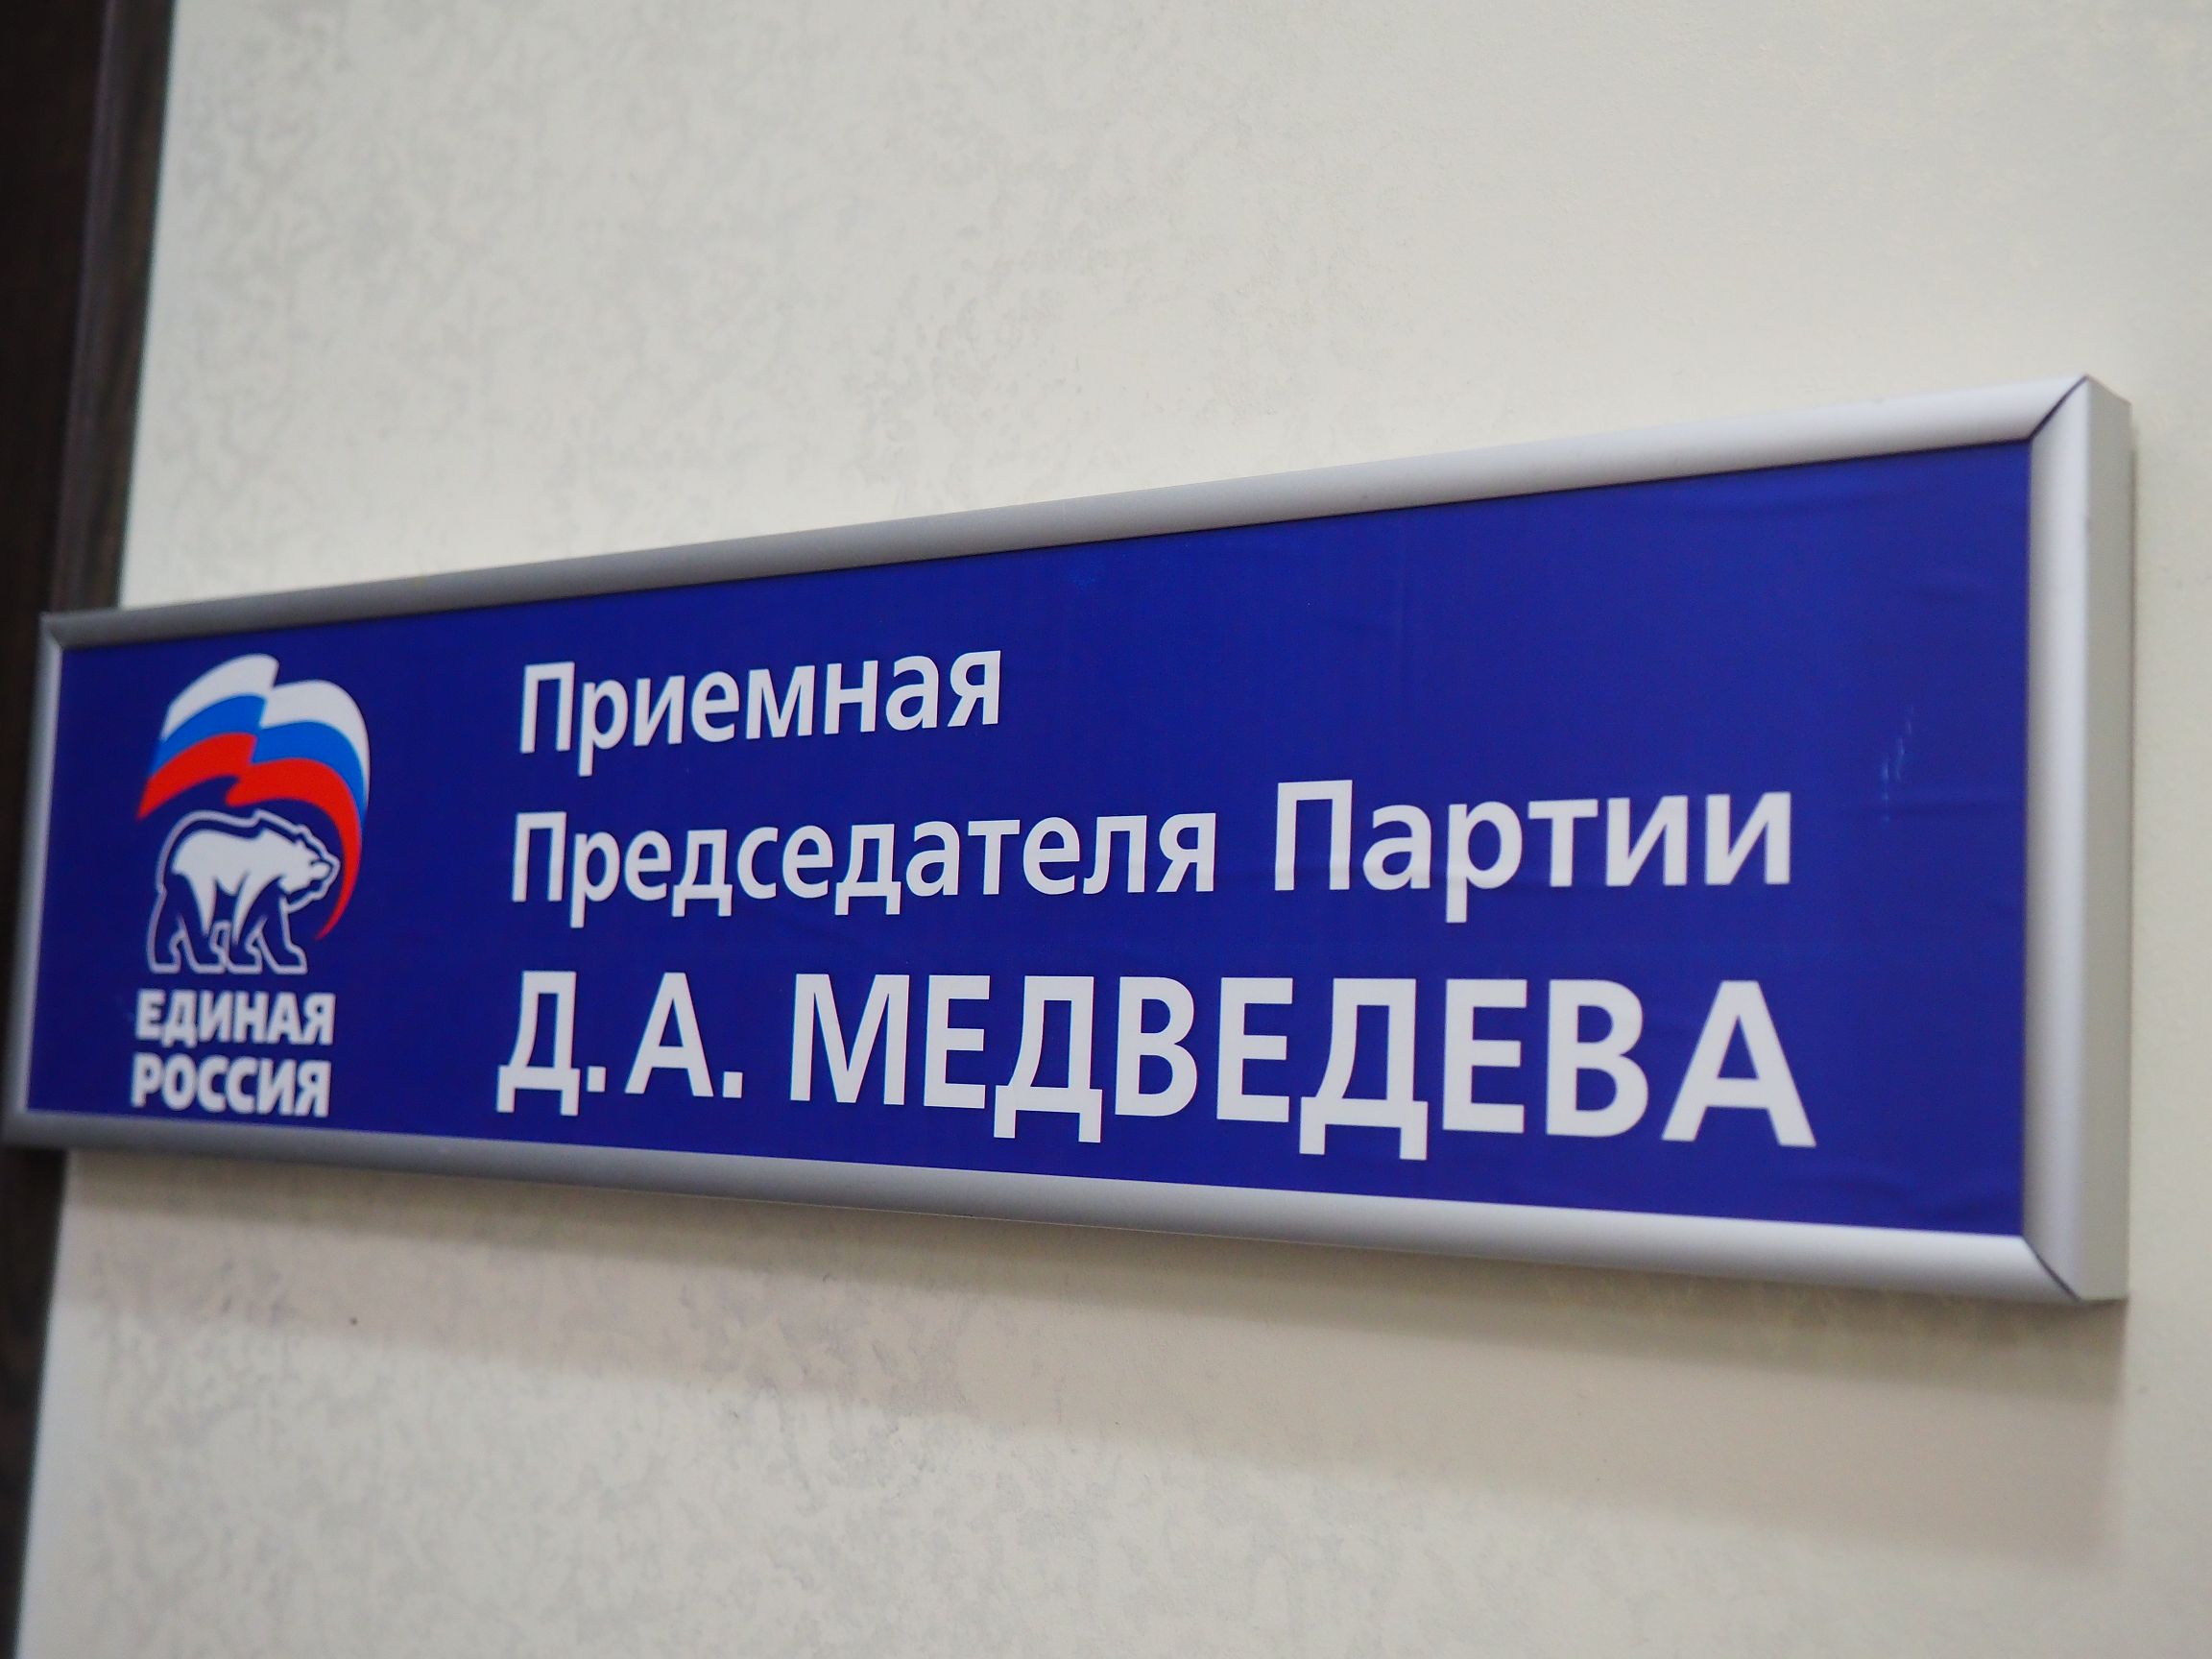 ЕДИНАЯ
РОССИЯ
Приемная
Председателя Партии
Д.А. МЕДВЕДЕВА